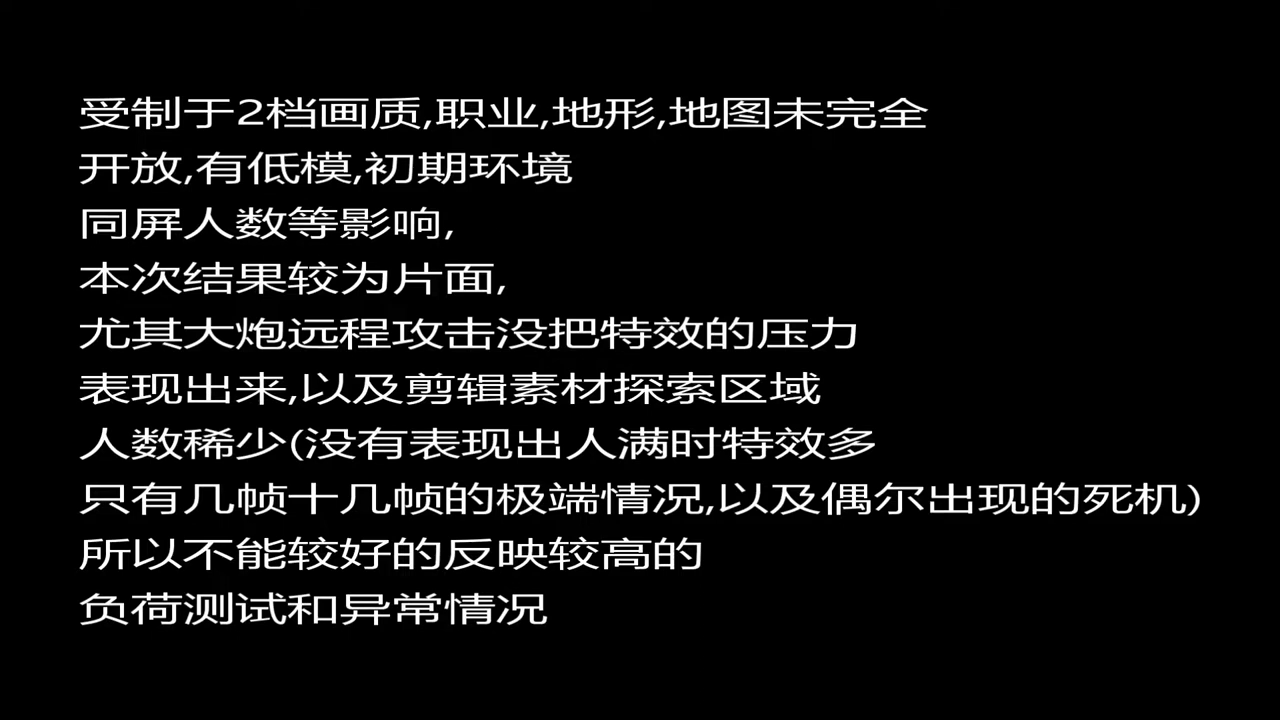 受制于2档画质,职业,地形,地图未完全
开放,有低模,初期环境
同屏人数等影响,
本次结果较为片面,
尤其大炮远程攻击没把特效的压力
表现出来,以及剪辑素材探索区域
人数稀少(没有表现出人满时特效多
只有几帧十几帧的极端情况,以及偶尔出现的死机)
所以不能较好的反映较高的
负荷测试和异常情况